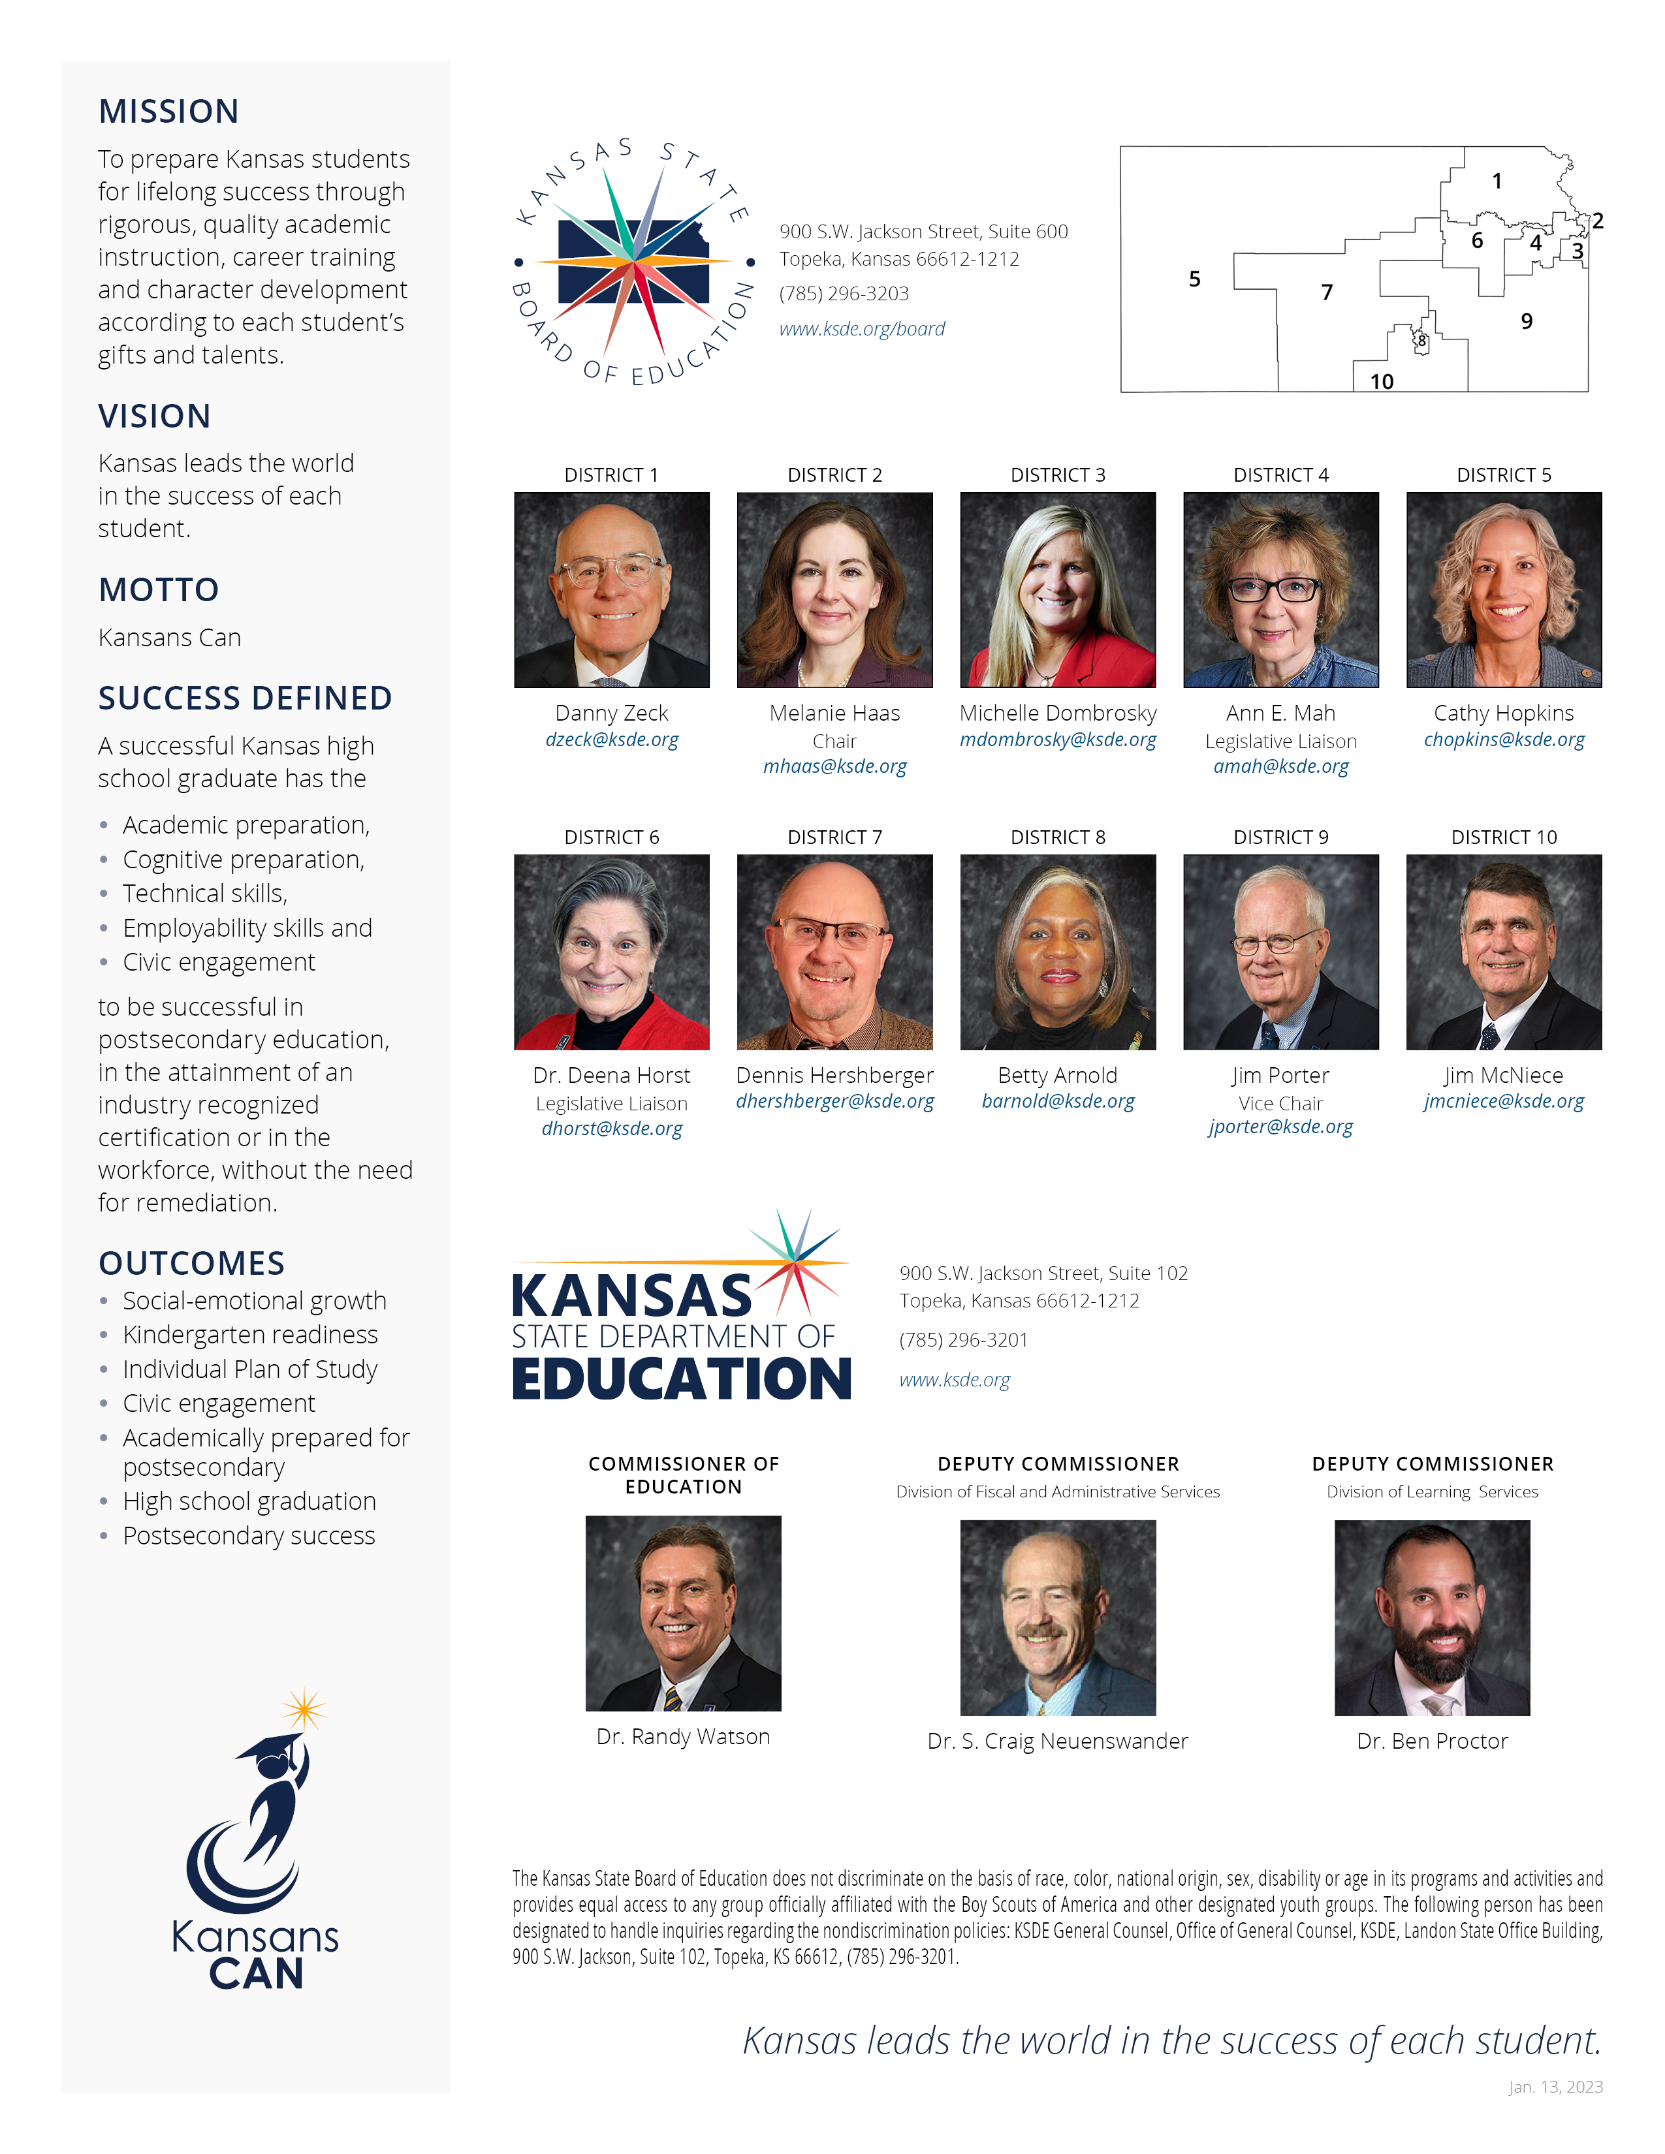 MISSION
To prepare Kansas students
for lifelong success through
rigorous, quality academic
instruction, career training
and character development
according to each student’s
gifts and talents.
VISION
Kansas leads the world
in the success of each
student.
MOTTO
Kansans Can
SUCCESS DEFINED
A successful Kansas high
school graduate has the
• Academic preparation,
• Cognitive preparation,
• Technical skills,
• Employability skills and
• Civic engagement
to be successful in
postsecondary education,
in the attainment of an
industry recognized
certification or in the
workforce, without the need
for remediation.
OUTCOMES
• Social-emotional growth
• Kindergarten readiness
• Individual Plan of Study
• Civic engagement
• Academically prepared for
postsecondary
• High school graduation
• Postsecondary success
Kansans
CAN
KANSAS STATE
BOARD OF EDUCATION
900 S.W. Jackson Street, Suite 600
Topeka, Kansas 66612-1212
(785) 296-3203
www.ksde.org/board
1
2
6
4
3
5
7
9
8
10
DISTRICT 1
Danny Zeck
dzeck@ksde.org
DISTRICT 2
Melanie Haas
Chair
mhaas@ksde.org
DISTRICT 3
Michelle Dombrosky
mdombrosky@ksde.org
DISTRICT 4
Ann E. Mah
Legislative Liaison
amah@ksde.org
DISTRICT 5
Cathy Hopkins
chopkins@ksde.org
DISTRICT 6
Dr. Deena Horst
Legislative Liaison
dhorst@ksde.org
DISTRICT 7
Dennis Hershberger
dhershberger@ksde.org
DISTRICT 8
Betty Arnold
barnold@ksde.org
DISTRICT 9
Jim Porter
Vice Chair
jporter@ksde.org
DISTRICT 10
Jim McNiece
jmcniece@ksde.org
KANSAS
STATE DEPARTMENT OF
EDUCATION
900 S.W. Jackson Street, Suite 102
Topeka, Kansas 66612-1212
(785) 296-3201
www.ksde.org
COMMISSIONER OF
EDUCATION
Dr. Randy Watson
DEPUTY COMMISSIONER
Division of Fiscal and Administrative Services
Dr. S. Craig Neuenswander
DEPUTY COMMISSIONER
Division of Learning Services
Dr. Ben Proctor
The Kansas State Board of Education does not discriminate on the basis of race, color, national origin, sex, disability or age in its programs and activities and
provides equal access to any group officially affiliated with the Boy Scouts of America and other designated youth groups. The following person has been
designated to handle inquiries regarding the nondiscrimination policies: KSDE General Counsel, Office of General Counsel, KSDE, Landon State Office Building,
900 S.W. Jackson, Suite 102, Topeka, KS 66612, (785) 296-3201.
Kansas leads the world in the success of each student.
Jan. 13, 2023